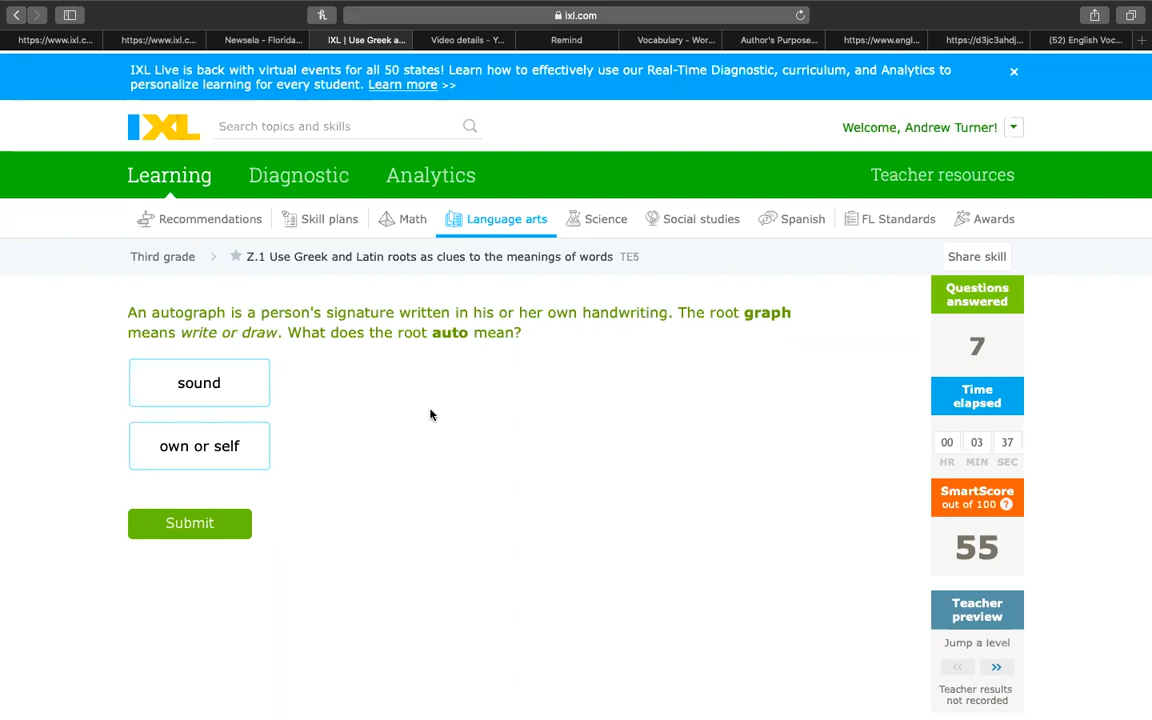 ixl.com
https://www.ixl.c...
https://www.ixl.c...
Newsela - Florida...
IXL | Use Greek a...
Video details - Y...
Remind
Vocabulary - Wor...
Author's Purpose...
https://www.engl...
https://d3jc3ahdj...
(52) English Voc...
IXL Live is back with virtual events for all 50 states! Learn how to effectively use our Real-Time Diagnostic, curriculum, and Analytics to
personalize learning for every student. Learn more >>
IXL
Search topics and skills
Welcome, Andrew Turner!
Learning
Diagnostic
Analytics
Teacher resources
Recommendations
Skill plans
Math
Language arts
Science
Social studies
Spanish
FL Standards
Awards
Third grade
Z.1 Use Greek and Latin roots as clues to the meanings of words TE5
Share skill
An autograph is a person's signature written in his or her own handwriting. The root graph
means write or draw. What does the root auto mean?
sound
own or self
Submit
Questions
answered
7
Time
elapsed
00 03 37
HR MIN SEC
SmartScore
out of 100 ?
55
Teacher
preview
Jump a level
<< >>
Teacher results
not recorded